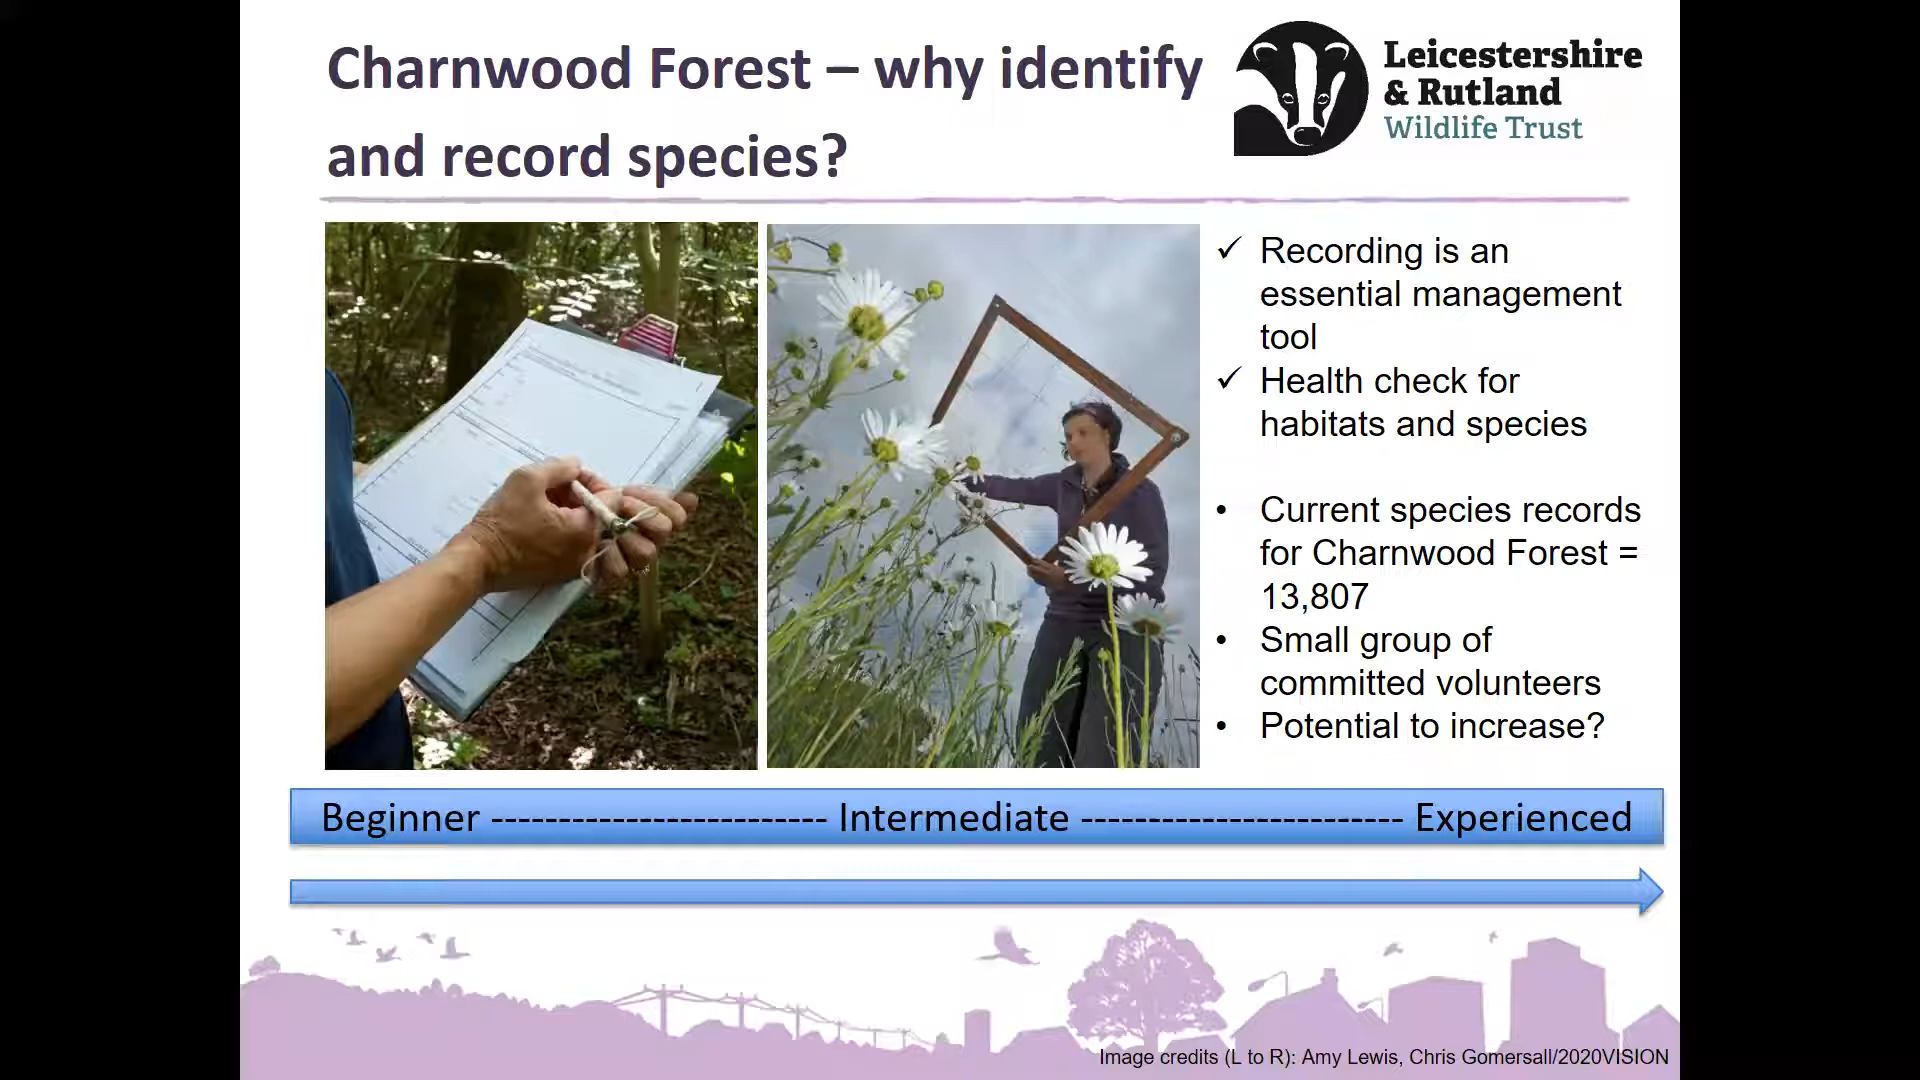 Charnwood Forest – why identify
and record species?
Leicestershire
& Rutland
Wildlife Trust
✓ Recording is an
essential management
tool
✓ Health check for
habitats and species
• Current species records
for Charnwood Forest =
13,807
• Small group of
committed volunteers
• Potential to increase?
Beginner ------------------------- Intermediate ------------------------ Experienced
Image credits (L to R): Amy Lewis, Chris Gomersall/2020VISION